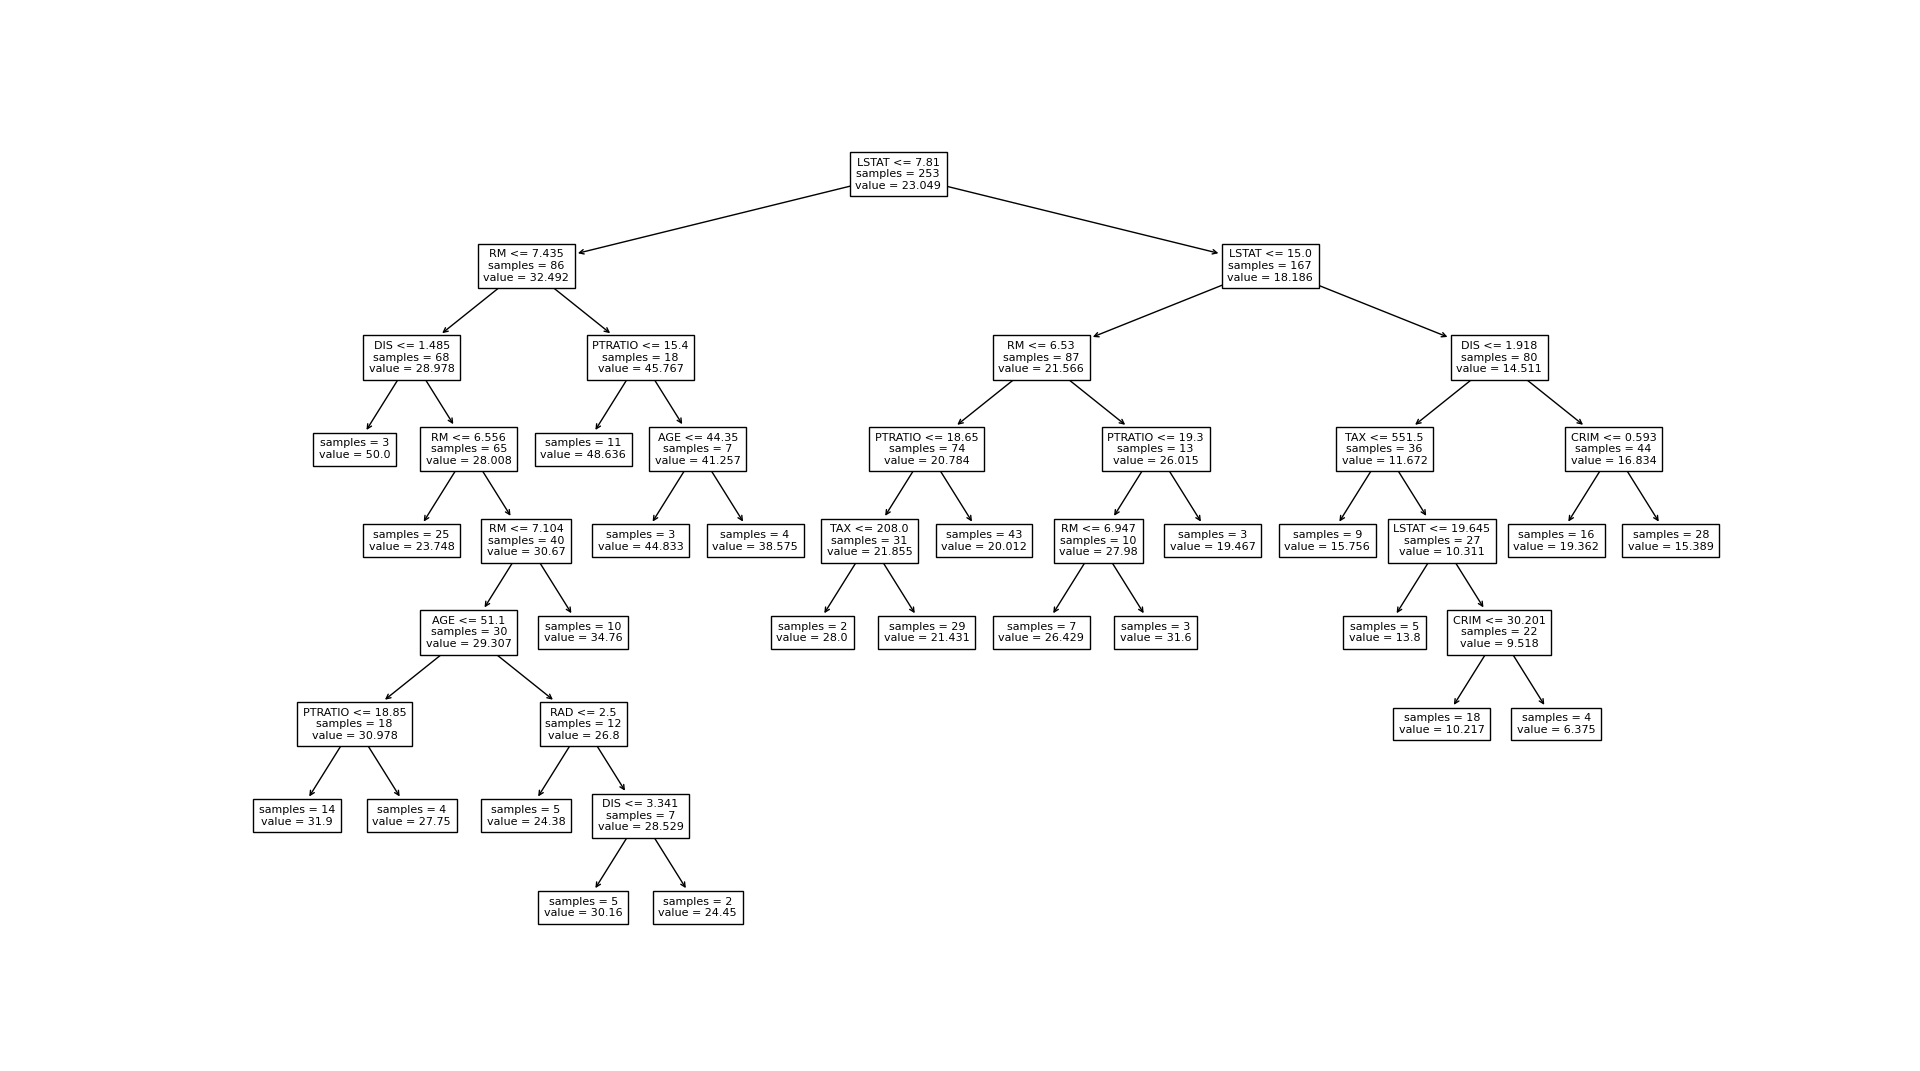 LSTAT <= 7.81
samples = 253
value = 23.049
RM <= 7.435
samples = 86
value = 32.492
LSTAT <= 15.0
samples = 167
value = 18.186
DIS <= 1.485
samples = 68
value = 28.978
PTRATIO <= 15.4
samples = 18
value = 45.767
RM <= 6.53
samples = 87
value = 21.566
DIS <= 1.918
samples = 80
value = 14.511
samples = 3
value = 50.0
RM <= 6.556
samples = 65
value = 28.008
samples = 11
value = 48.636
AGE <= 44.35
samples = 7
value = 41.257
PTRATIO <= 18.65
samples = 74
value = 20.784
PTRATIO <= 19.3
samples = 13
value = 26.015
TAX <= 551.5
samples = 36
value = 11.672
CRIM <= 0.593
samples = 44
value = 16.834
samples = 25
value = 23.748
RM <= 7.104
samples = 40
value = 30.67
samples = 3
value = 44.833
samples = 4
value = 38.575
TAX <= 208.0
samples = 31
value = 21.855
samples = 43
value = 20.012
RM <= 6.947
samples = 10
value = 27.98
samples = 3
value = 19.467
samples = 9
value = 15.756
LSTAT <= 19.645
samples = 27
value = 10.311
samples = 16
value = 19.362
samples = 28
value = 15.389
AGE <= 51.1
samples = 30
value = 29.307
samples = 10
value = 34.76
samples = 2
value = 28.0
samples = 29
value = 21.431
samples = 7
value = 26.429
samples = 3
value = 31.6
samples = 5
value = 13.8
CRIM <= 30.201
samples = 22
value = 9.518
PTRATIO <= 18.85
samples = 18
value = 30.978
RAD <= 2.5
samples = 12
value = 26.8
samples = 18
value = 10.217
samples = 4
value = 6.375
samples = 14
value = 31.9
samples = 4
value = 27.75
samples = 5
value = 24.38
DIS <= 3.341
samples = 7
value = 28.529
samples = 5
value = 30.16
samples = 2
value = 24.45